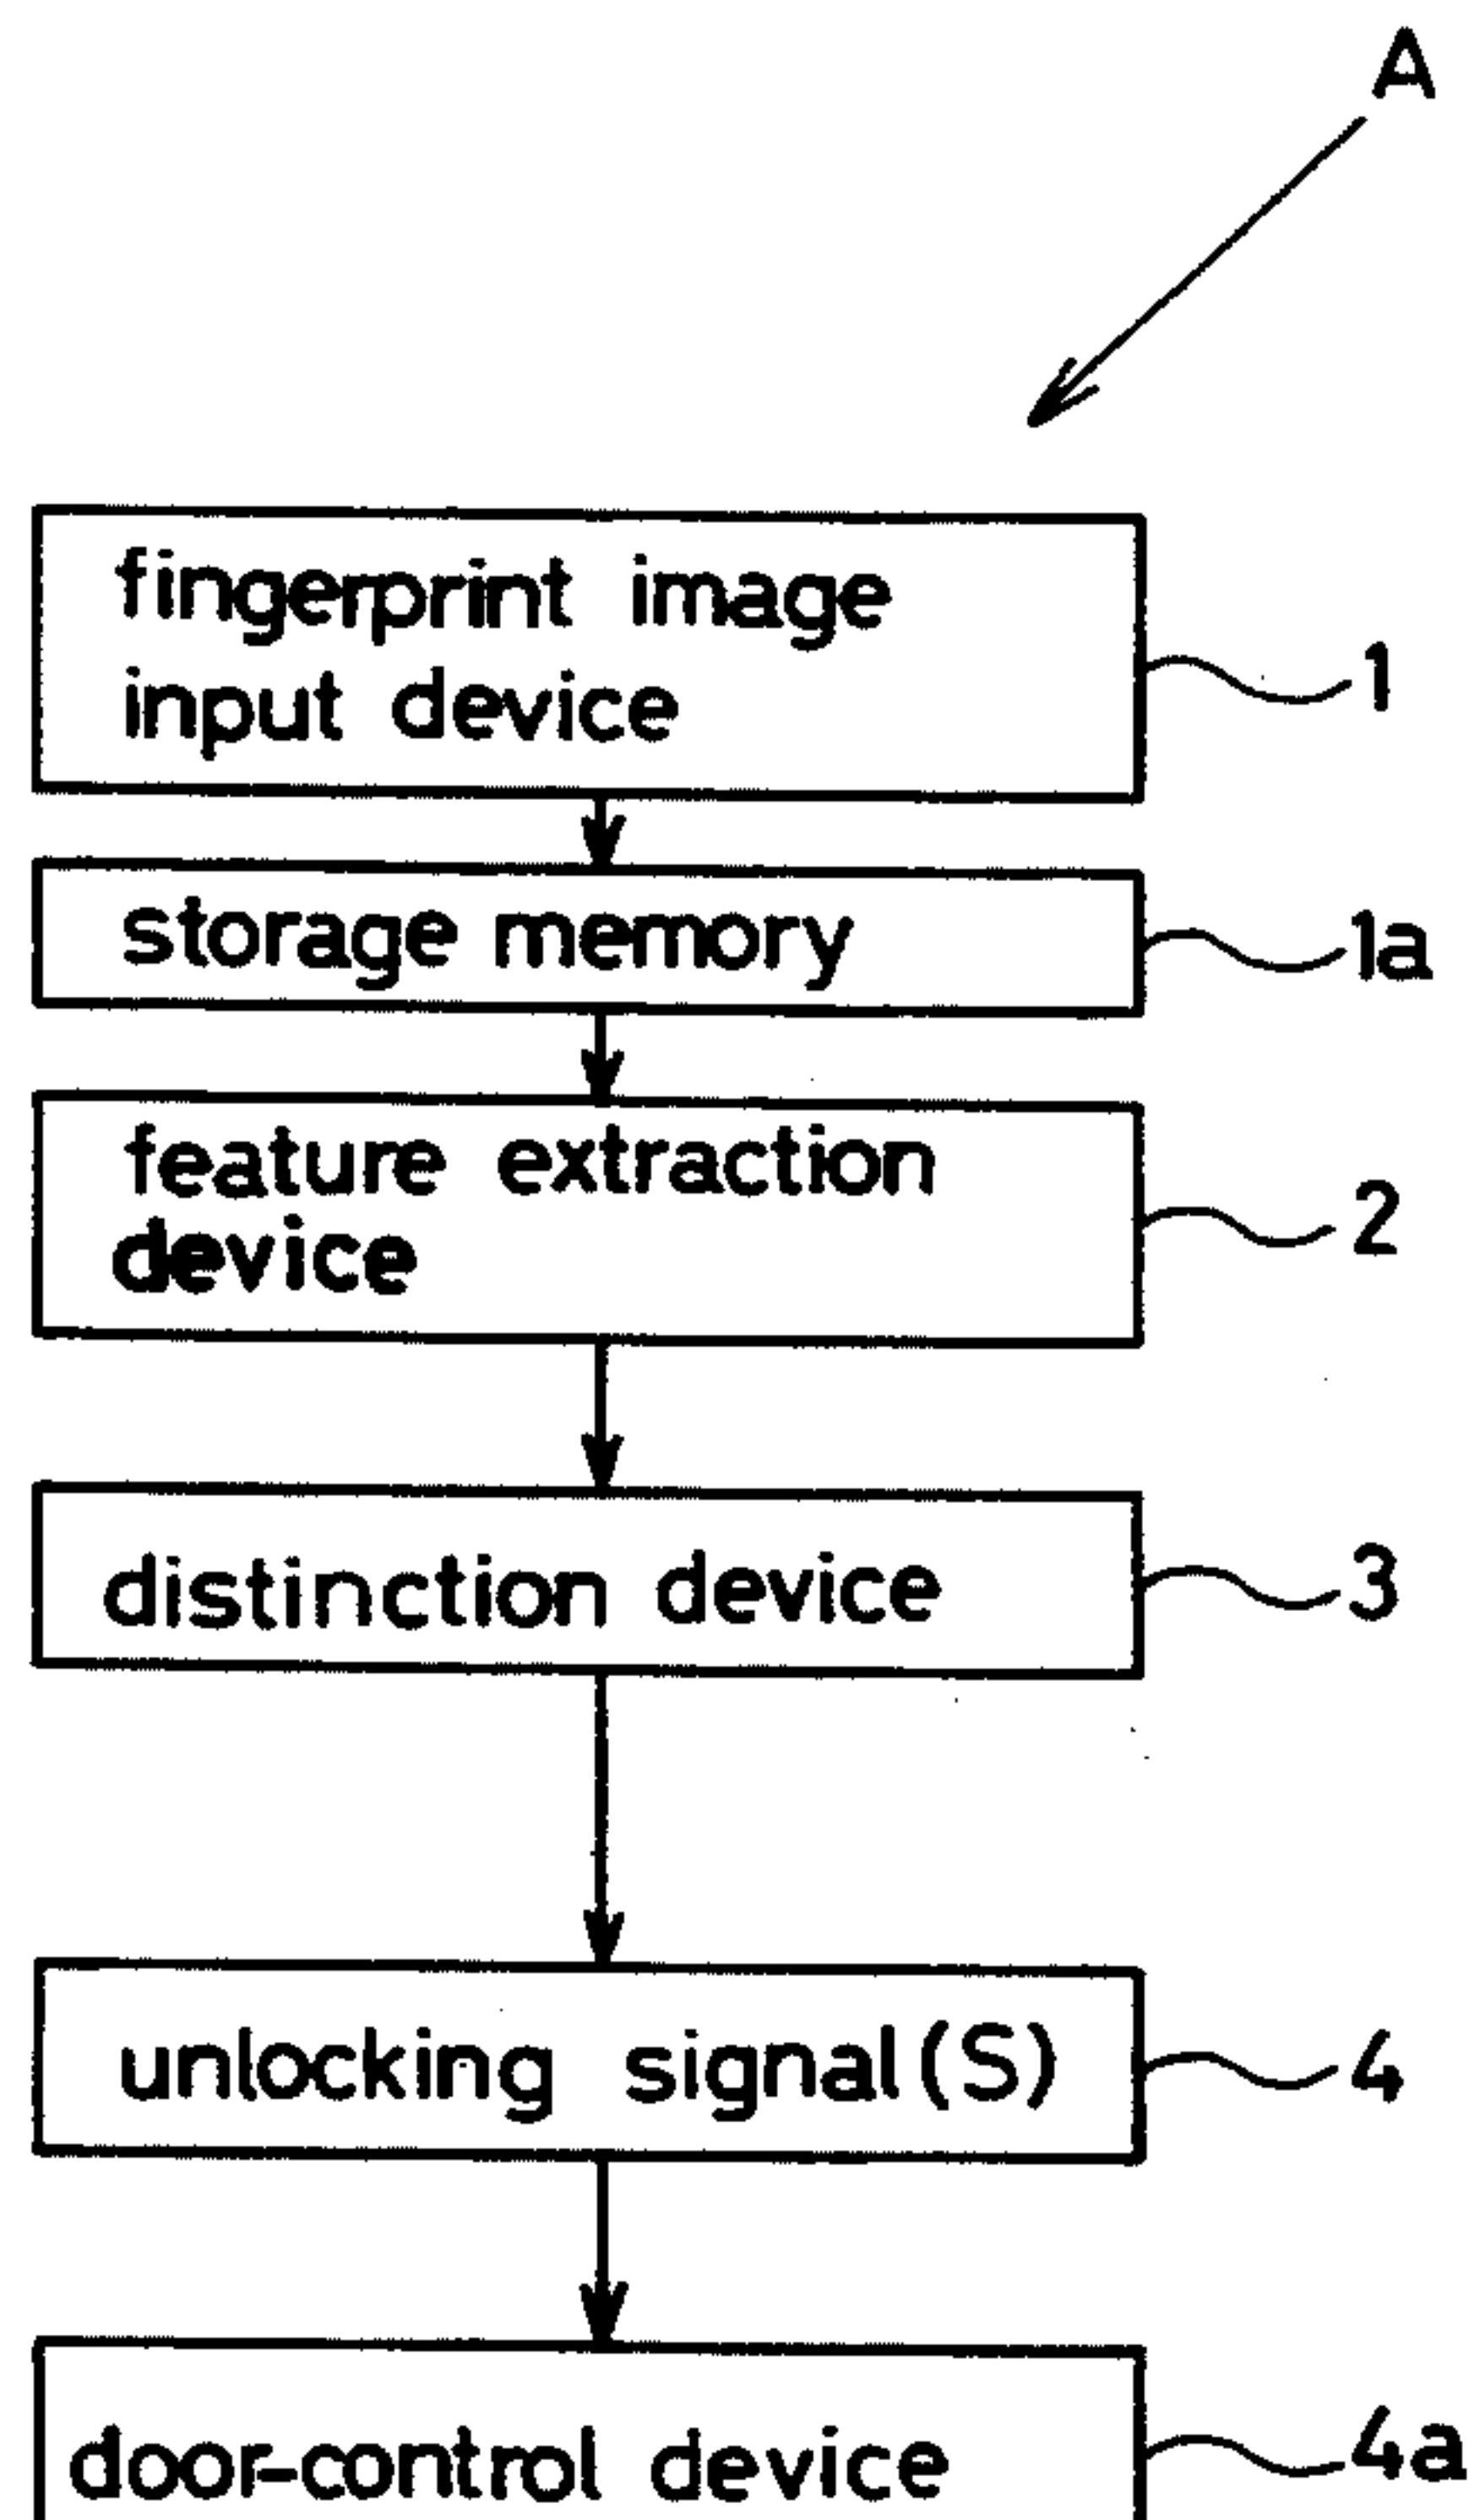 A
fingerprint image
input device
1
storage memory
1a
feature extraction
device
2
distinction device
3
unlocking signal(S)
4
door-control device
4a